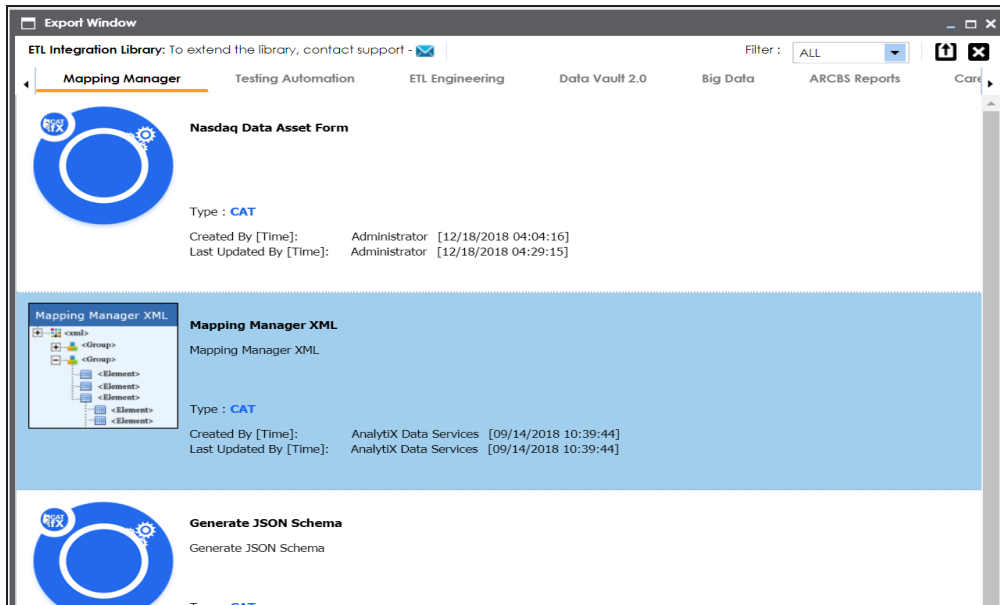 Export Window
ETL Integration Library: To extend the library, contact support -
Filter : ALL
Mapping Manager Testing Automation ETL Engineering Data Vault 2.0 Big Data ARCBS Reports Care
CAT
fX
Nasdaq Data Asset Form
Type : CAT
Created By [Time]: Administrator [12/18/2018 04:04:16]
Last Updated By [Time]: Administrator [12/18/2018 04:29:15]
Mapping Manager XML
<xml>
<Group>
<Group>
<Element>
<Element>
<Element>
<Element>
<Element>
Mapping Manager XML
Mapping Manager XML
Type : CAT
Created By [Time]: AnalytiX Data Services [09/14/2018 10:39:44]
Last Updated By [Time]: AnalytiX Data Services [09/14/2018 10:39:44]
CAT
fX
Generate JSON Schema
Generate JSON Schema